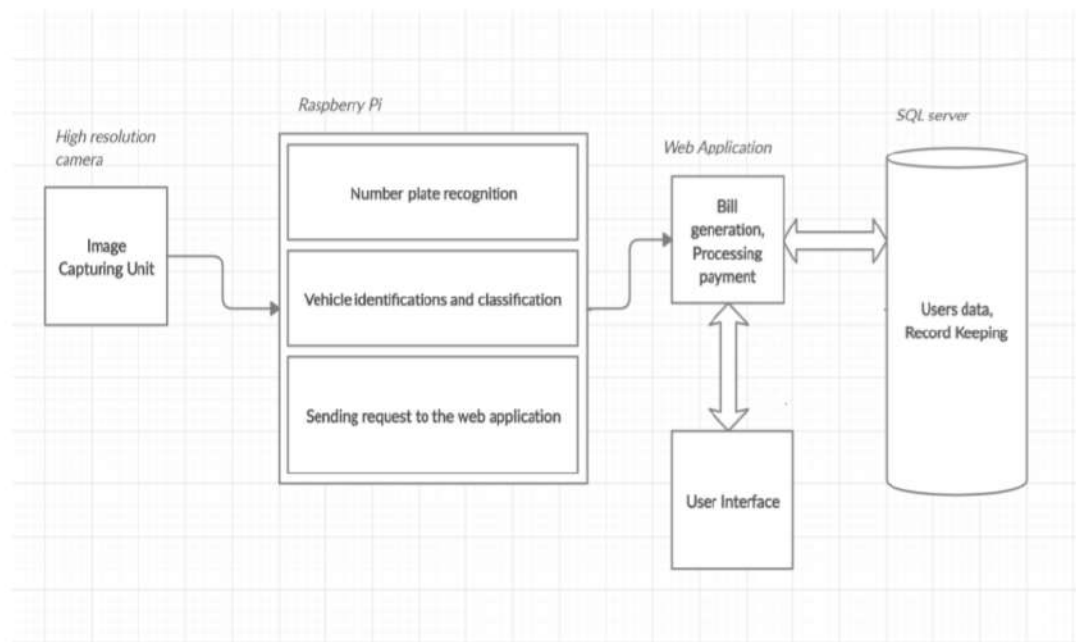 High resolution
camera
Image
Capturing Unit
Raspberry Pi
Number plate recognition
Vehicle identifications and classification
Sending request to the web application
Web Application
Bill
generation,
Processing
payment
User Interface
SQL server
Users data,
Record Keeping